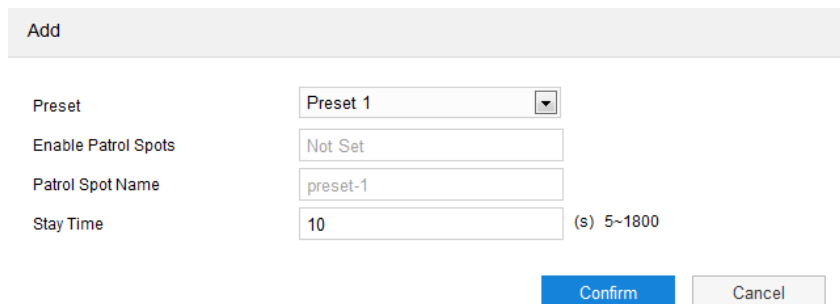 Add
Preset Preset 1
Enable Patrol Spots Not Set
Patrol Spot Name preset-1
Stay Time 10 (s) 5~1800
Confirm Cancel